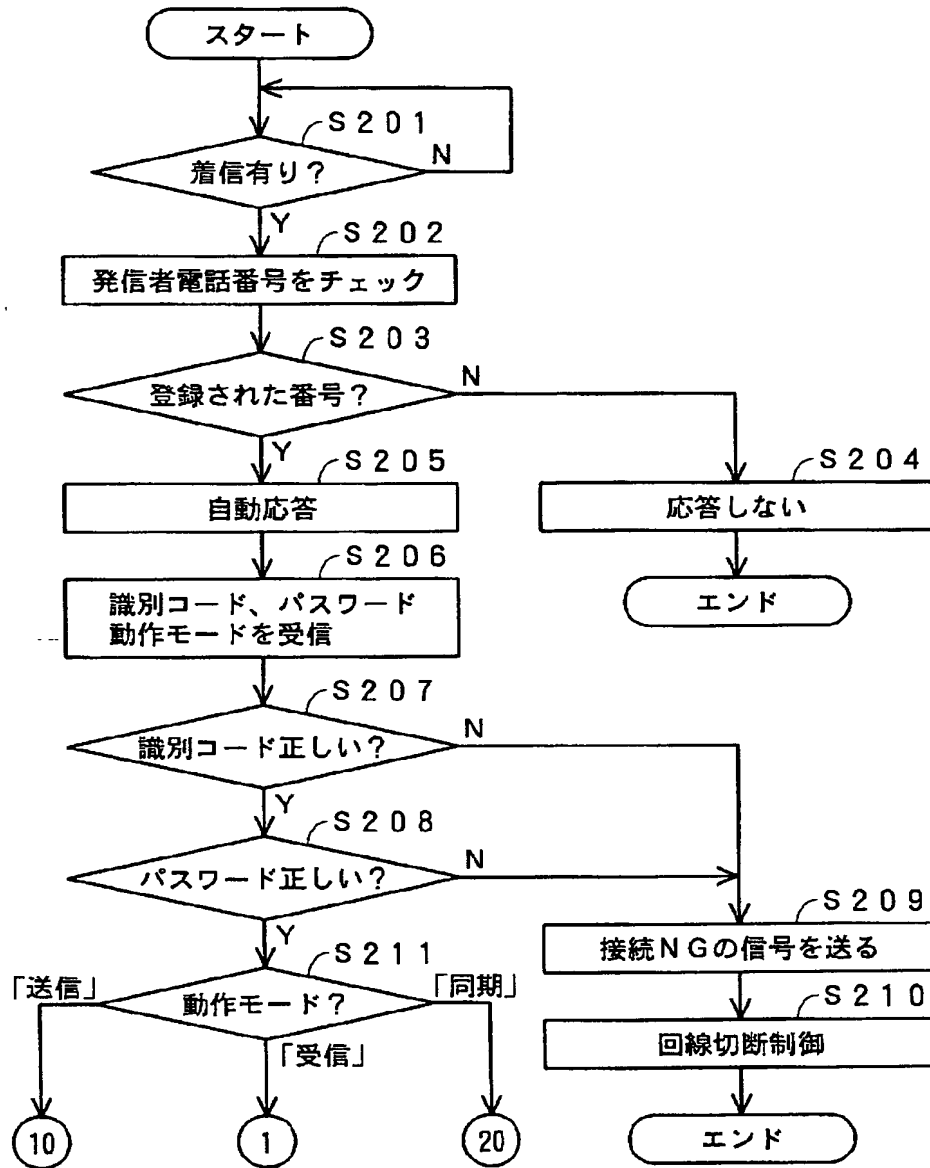 スタート
S201
着信有り?
N
Y
S202
発信者電話番号をチェック
S203
登録された番号?
N
Y
S205
自動応答
S204
応答しない
エンド
S206
識別コード、パスワード
動作モードを受信
S207
識別コード正しい?
N
Y
S208
パスワード正しい?
N
Y
S209
接続NGの信号を送る
S210
回線切断制御
エンド
S211
動作モード?
「送信」
「同期」
「受信」
10
1
20